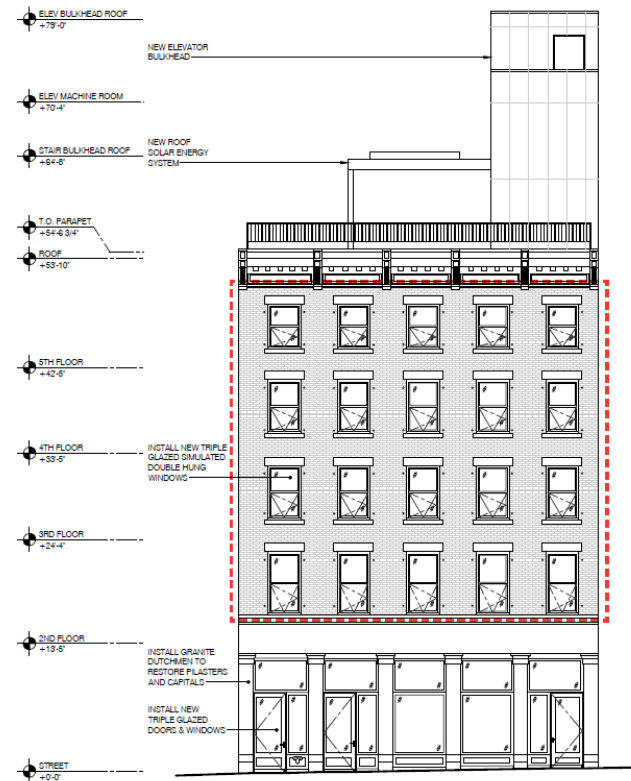 ELEV BULKHEAD ROOF
+79'-0"
NEW ELEVATOR
BULKHEAD
ELEV MACHINE ROOM
+70'-4"
STAIR BULKHEAD ROOF
+64'-8"
NEW ROOF
SOLAR ENERGY
SYSTEM
T.O. PARAPET
+54'-6 3/4"
ROOF
+53'-10"
5TH FLOOR
+42'-5"
4TH FLOOR
+33'-5"
INSTALL NEW TRIPLE
GLAZED SIMULATED
DOUBLE HUNG
WINDOWS
3RD FLOOR
+24'-4"
2ND FLOOR
+13'-5"
INSTALL GRANITE
DUTCHMEN TO
RESTORE PILASTERS
AND CAPITALS
INSTALL NEW
TRIPLE GLAZED
DOORS & WINDOWS
STREET
+0'-0"